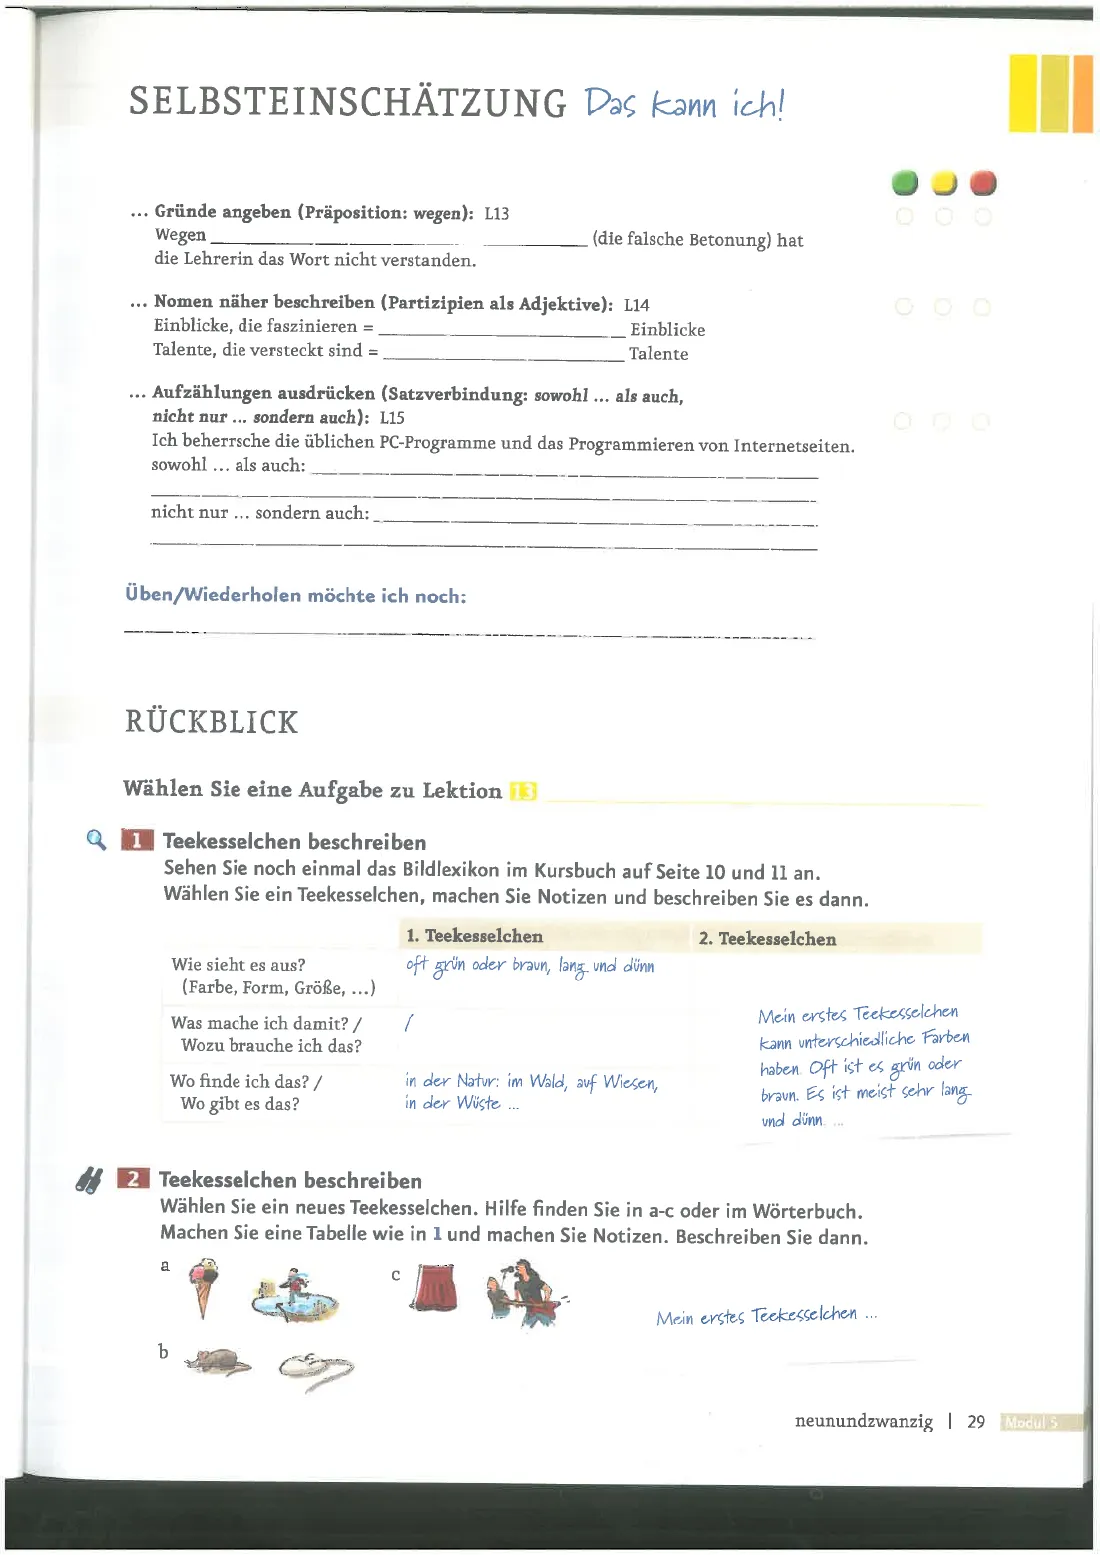 SELBSTEINSCHÄTZUNG Das kann ich!
... Gründe angeben (Präposition: wegen): L13
Wegen ______ (die falsche Betonung) hat
die Lehrerin das Wort nicht verstanden.
... Nomen näher beschreiben (Partizipien als Adjektive): L14
Einblicke, die faszinieren = ______ Einblicke
Talente, die versteckt sind = ______ Talente
... Aufzählungen ausdrücken (Satzverbindung: sowohl ... als auch,
nicht nur ... sondern auch): L15
Ich beherrsche die üblichen PC-Programme und das Programmieren von Internetseiten.
sowohl ... als auch: ______
nicht nur ... sondern auch: ______
Üben/Wiederholen möchte ich noch:
RÜCKBLICK
Wählen Sie eine Aufgabe zu Lektion 13
1 Teekesselchen beschreiben
Sehen Sie noch einmal das Bildlexikon im Kursbuch auf Seite 10 und 11 an.
Wählen Sie ein Teekesselchen, machen Sie Notizen und beschreiben Sie es dann.
1. Teekesselchen 2. Teekesselchen
Wie sieht es aus? oft grün oder braun, lang und dünn
(Farbe, Form, Größe, ...)
Was mache ich damit? / /
Wozu brauche ich das?
Wo finde ich das? / in der Natur: im Wald, auf Wiesen,
Wo gibt es das? in der Wüste ...
Mein erstes Teekesselchen
kann unterschiedliche Farben
haben. Oft ist es grün oder
braun. Es ist meist sehr lang
und dünn. ...
2 Teekesselchen beschreiben
Wählen Sie ein neues Teekesselchen. Hilfe finden Sie in a-c oder im Wörterbuch.
Machen Sie eine Tabelle wie in 1 und machen Sie Notizen. Beschreiben Sie dann.
a
c
Mein erstes Teekesselchen ...
b
neunundzwanzig | 29 Modul 5